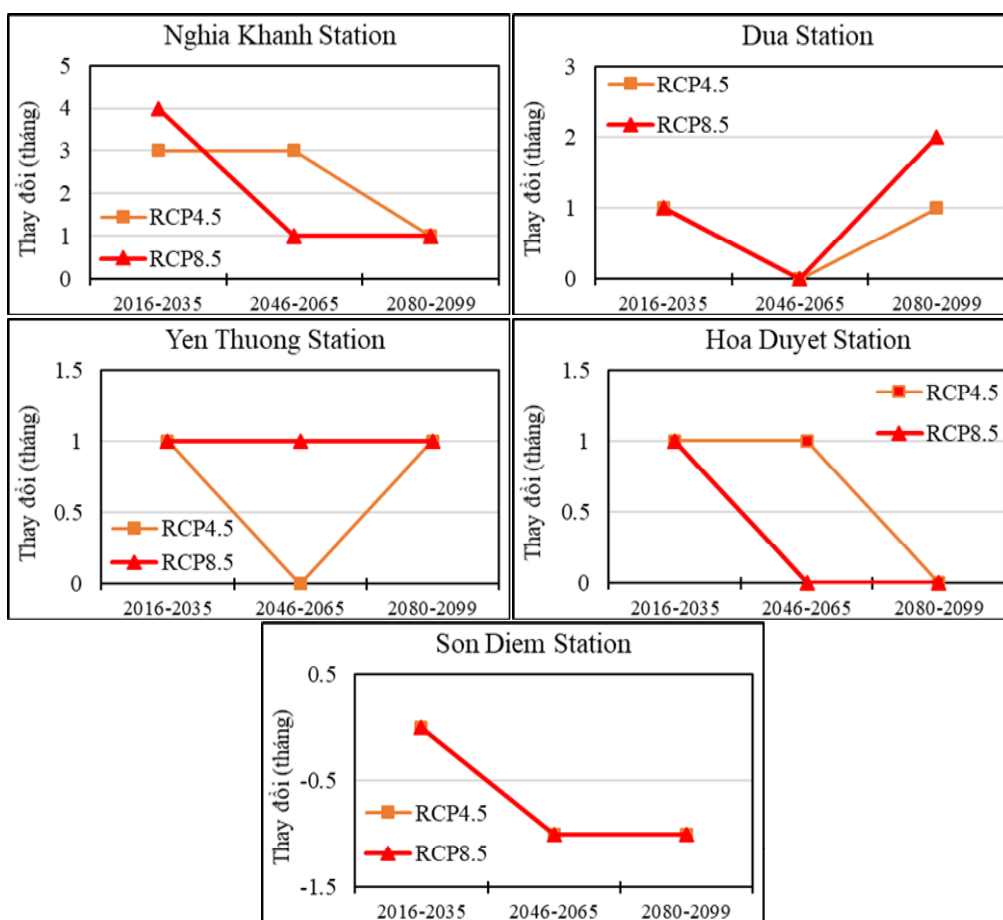 Nghia Khanh Station
Thay đổi (tháng)
5
4
3
2
1
0
RCP4.5
RCP8.5
2016-2035 2046-2065 2080-2099
Dua Station
Thay đổi (tháng)
3
2
1
0
RCP4.5
RCP8.5
2016-2035 2046-2065 2080-2099
Yen Thuong Station
Thay đổi (tháng)
1.5
1
0.5
0
RCP4.5
RCP8.5
2016-2035 2046-2065 2080-2099
Hoa Duyet Station
Thay đổi (tháng)
1.5
1
0.5
0
RCP4.5
RCP8.5
2016-2035 2046-2065 2080-2099
Son Diem Station
Thay đổi (tháng)
0.5
-0.5
-1.5
RCP4.5
RCP8.5
2016-2035 2046-2065 2080-2099